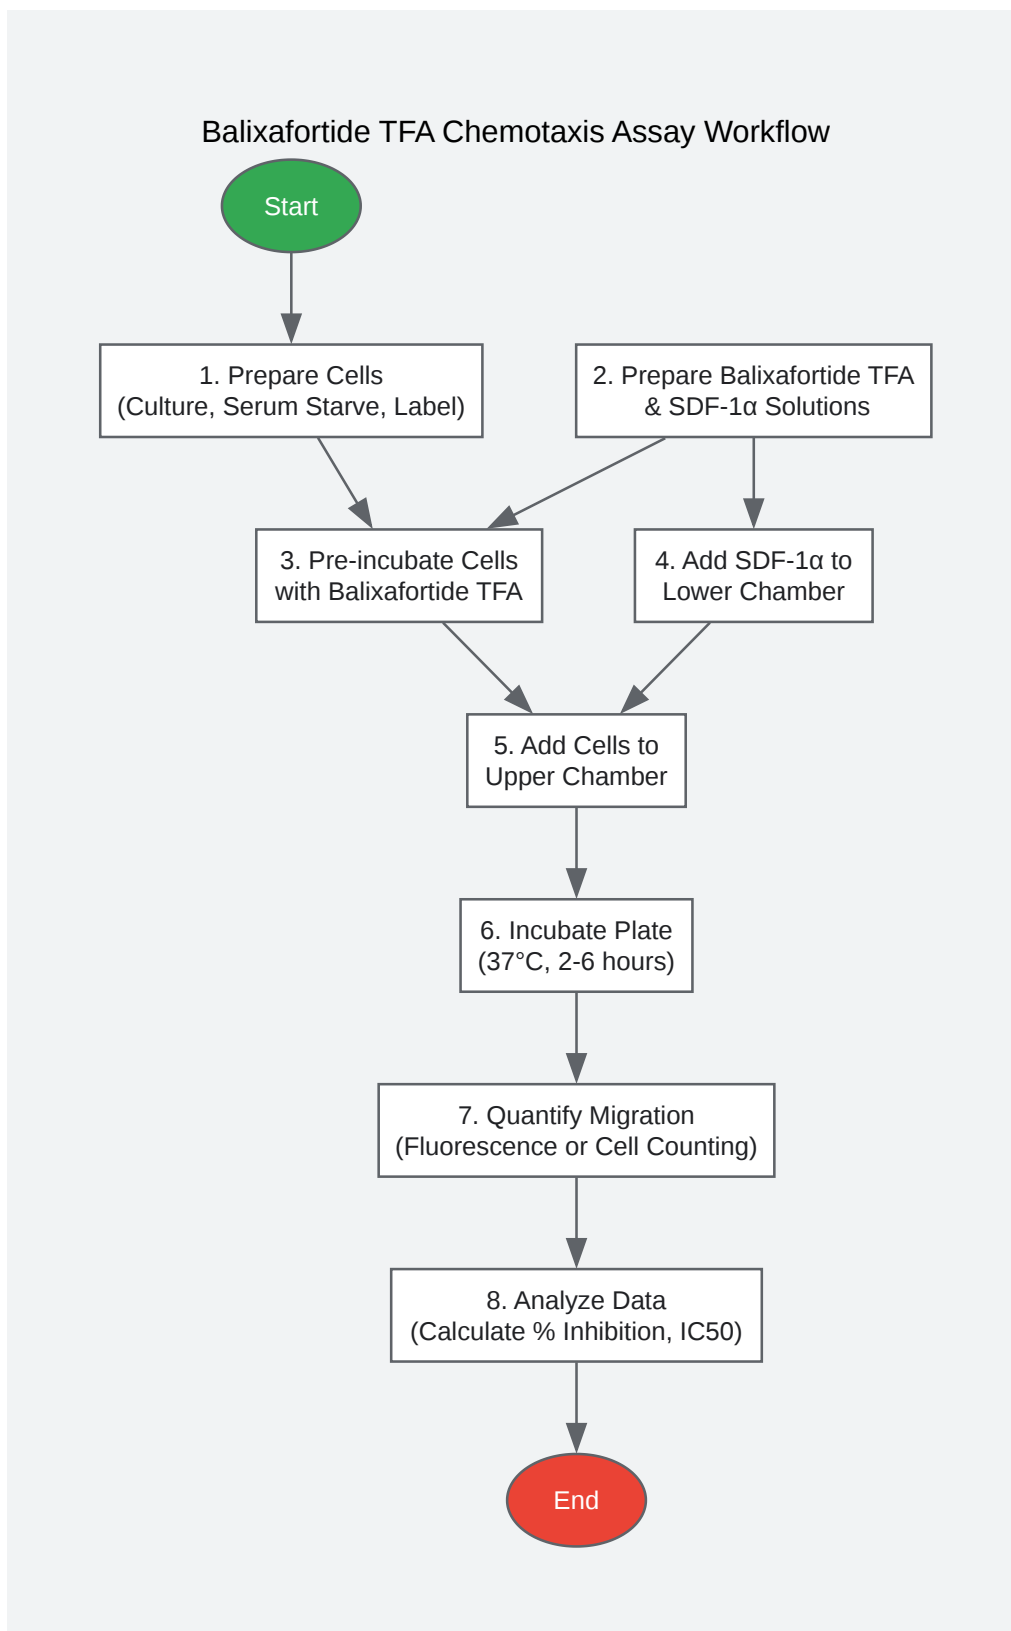 Balixafortide TFA Chemotaxis Assay Workflow
Start
1. Prepare Cells
(Culture, Serum Starve, Label)
2. Prepare Balixafortide TFA
& SDF-1α Solutions
3. Pre-incubate Cells
with Balixafortide TFA
4. Add SDF-1α to
Lower Chamber
5. Add Cells to
Upper Chamber
6. Incubate Plate
(37°C, 2-6 hours)
7. Quantify Migration
(Fluorescence or Cell Counting)
8. Analyze Data
(Calculate % Inhibition, IC50)
End